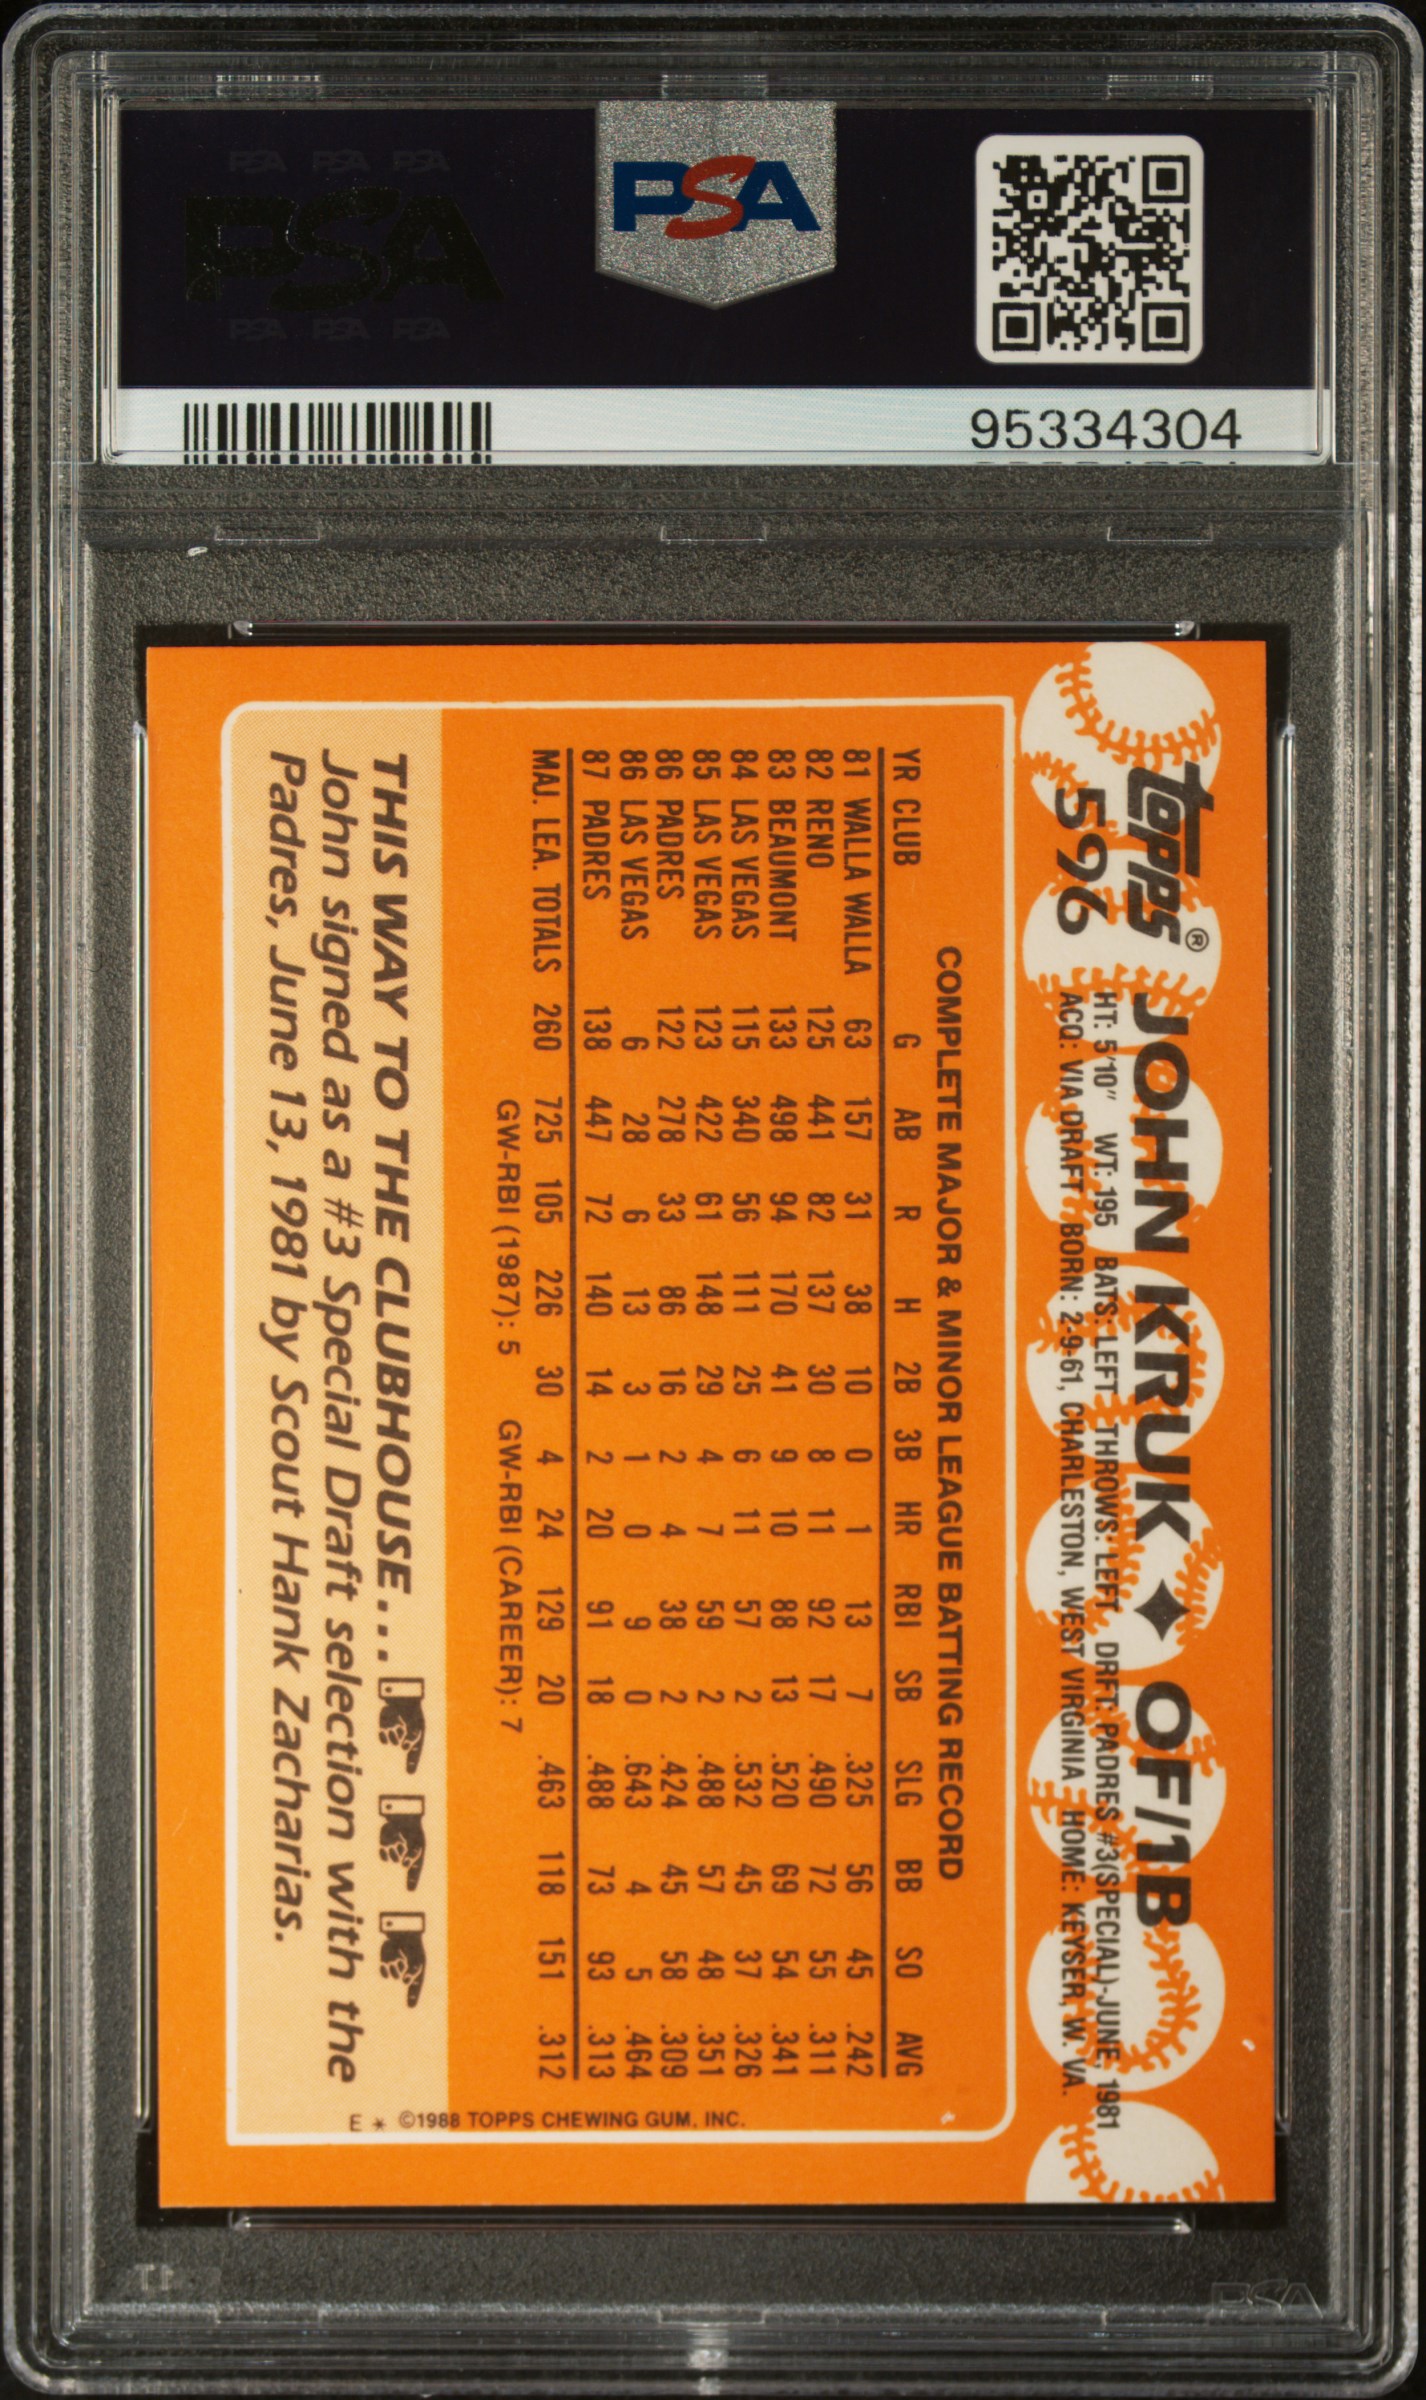 PSA PSA PSA
PSA
PSA PSA PSA
PSA
95334304
topps®
596
JOHN KRUK ✦ OF/1B
HT: 5'10" WT: 195 BATS: LEFT THROWS: LEFT DRFT: PADRES #3(SPECIAL)-JUNE, 1981
ACQ: VIA DRAFT BORN: 2-9-61, CHARLESTON, WEST VIRGINIA HOME: KEYSER, W. VA.
COMPLETE MAJOR & MINOR LEAGUE BATTING RECORD
YR CLUB G AB R H 2B 3B HR RBI SB SLG BB SO AVG
81 WALLA WALLA 63 157 31 38 10 0 1 13 7 .325 56 45 .242
82 RENO 125 441 82 137 30 8 11 92 17 .490 72 55 .311
83 BEAUMONT 133 498 94 170 41 9 10 88 13 .520 69 54 .341
84 LAS VEGAS 115 340 56 111 25 6 11 57 2 .532 45 37 .326
85 LAS VEGAS 123 422 61 148 29 4 7 59 2 .488 57 48 .351
86 PADRES 122 278 33 86 16 2 4 38 2 .424 45 58 .309
86 LAS VEGAS 6 28 6 13 3 1 0 9 0 .643 4 5 .464
87 PADRES 138 447 72 140 14 2 20 91 18 .488 73 93 .313
MAJ. LEA. TOTALS 260 725 105 226 30 4 24 129 20 .463 118 151 .312
GW-RBI (1987): 5 GW-RBI (CAREER): 7
THIS WAY TO THE CLUBHOUSE...
John signed as a #3 Special Draft selection with the
Padres, June 13, 1981 by Scout Hank Zacharias.
E * ©1988 TOPPS CHEWING GUM, INC.
PSA